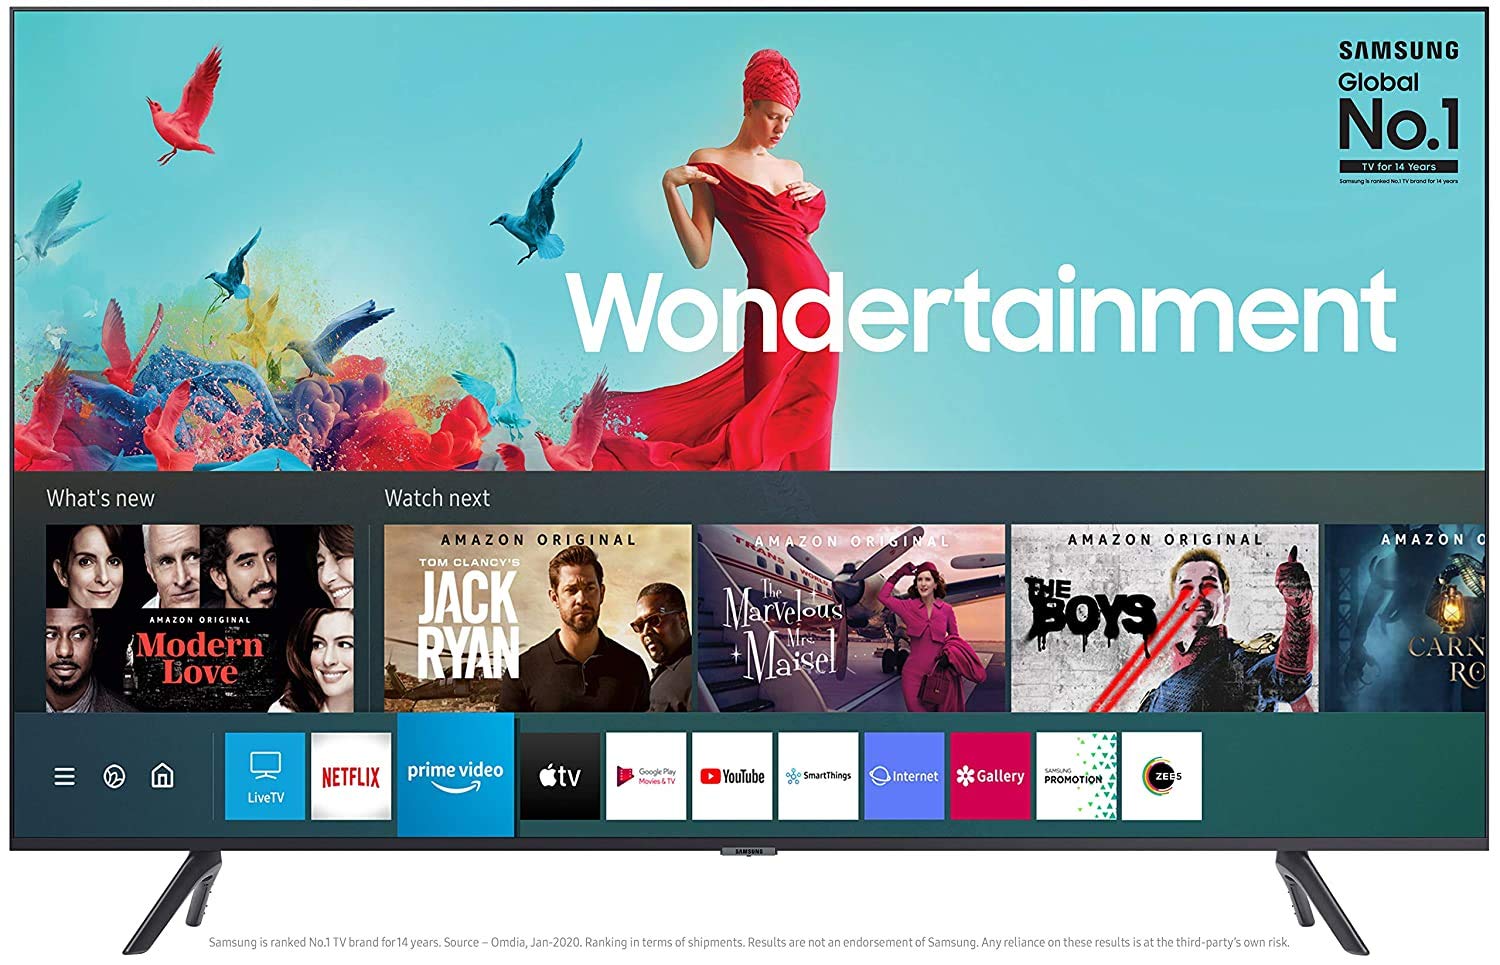 SAMSUNG
Global
No.1
TV for 14 Years
Samsung is ranked No.1 TV brand for 14 years
Wondertainment
What's new
Watch next
AMAZON ORIGINAL
Modern
Love
AMAZON ORIGINAL
TOM CLANCY'S
JACK
RYAN
TRANS WORLD
AMAZON ORIGINAL
The
Marvelous
Mrs.
Maisel
AMAZON ORIGINAL
THE
BOYS
AMAZON O
CARN
RO
LiveTV
NETFLIX
prime video
tv
Google Play
Movies & TV
YouTube
SmartThings
Internet
Gallery
SAMSUNG
PROMOTION
ZEE5
SAMSUNG
Samsung is ranked No.1 TV brand for 14 years. Source – Omdia, Jan-2020. Ranking in terms of shipments. Results are not an endorsement of Samsung. Any reliance on these results is at the third-party's own risk.